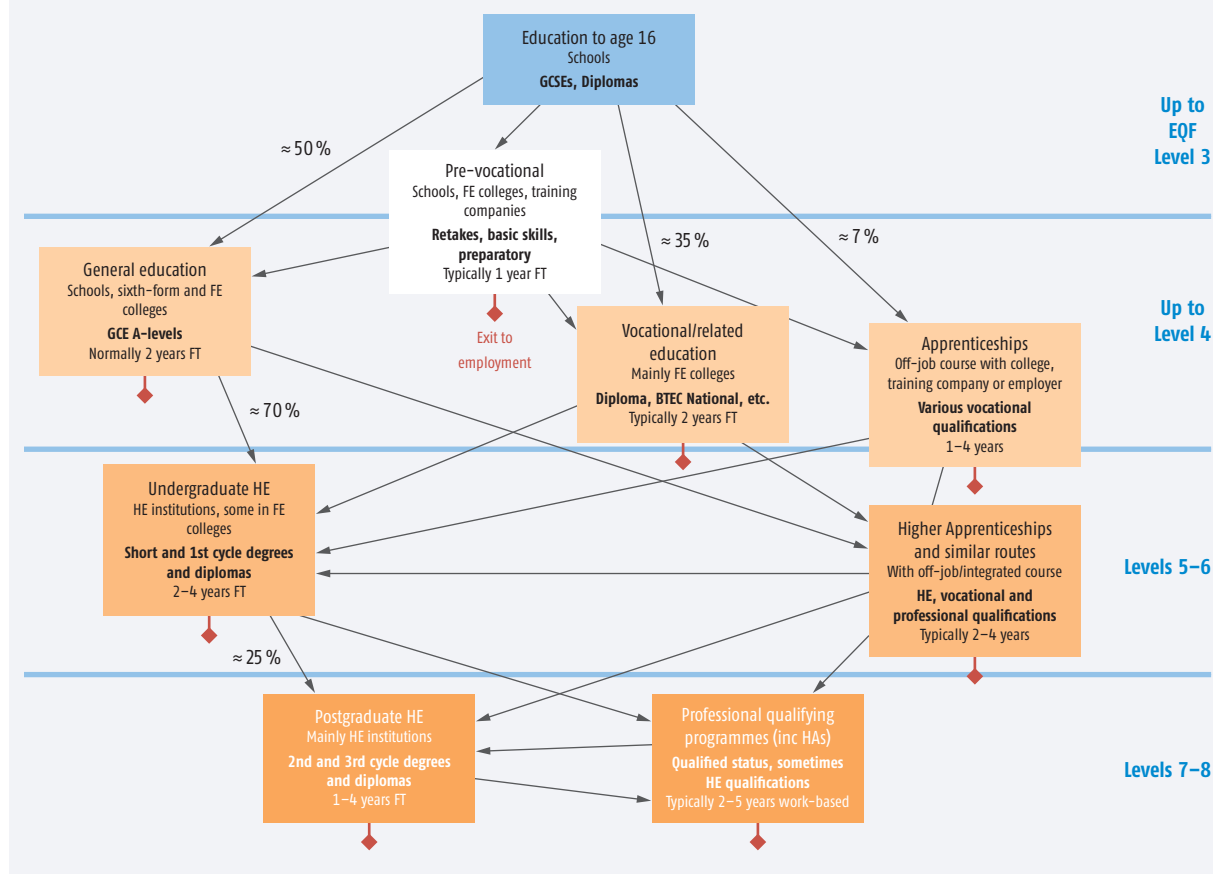 Education to age 16
Schools
GCSEs, Diplomas
Up to
EQF
Level 3
≈ 50 %
Pre-vocational
Schools, FE colleges, training
companies
Retakes, basic skills,
preparatory
Typically 1 year FT
≈ 35 %
≈ 7 %
General education
Schools, sixth-form and FE
colleges
GCE A-levels
Normally 2 years FT
Exit to
employment
Vocational/related
education
Mainly FE colleges
Diploma, BTEC National, etc.
Typically 2 years FT
Apprenticeships
Off-job course with college,
training company or employer
Various vocational
qualifications
1–4 years
Up to
Level 4
≈ 70 %
Undergraduate HE
HE institutions, some in FE
colleges
Short and 1st cycle degrees
and diplomas
2–4 years FT
Higher Apprenticeships
and similar routes
With off-job/integrated course
HE, vocational and
professional qualifications
Typically 2–4 years
Levels 5–6
≈ 25 %
Postgraduate HE
Mainly HE institutions
2nd and 3rd cycle degrees
and diplomas
1–4 years FT
Professional qualifying
programmes (inc HAs)
Qualified status, sometimes
HE qualifications
Typically 2–5 years work-based
Levels 7–8